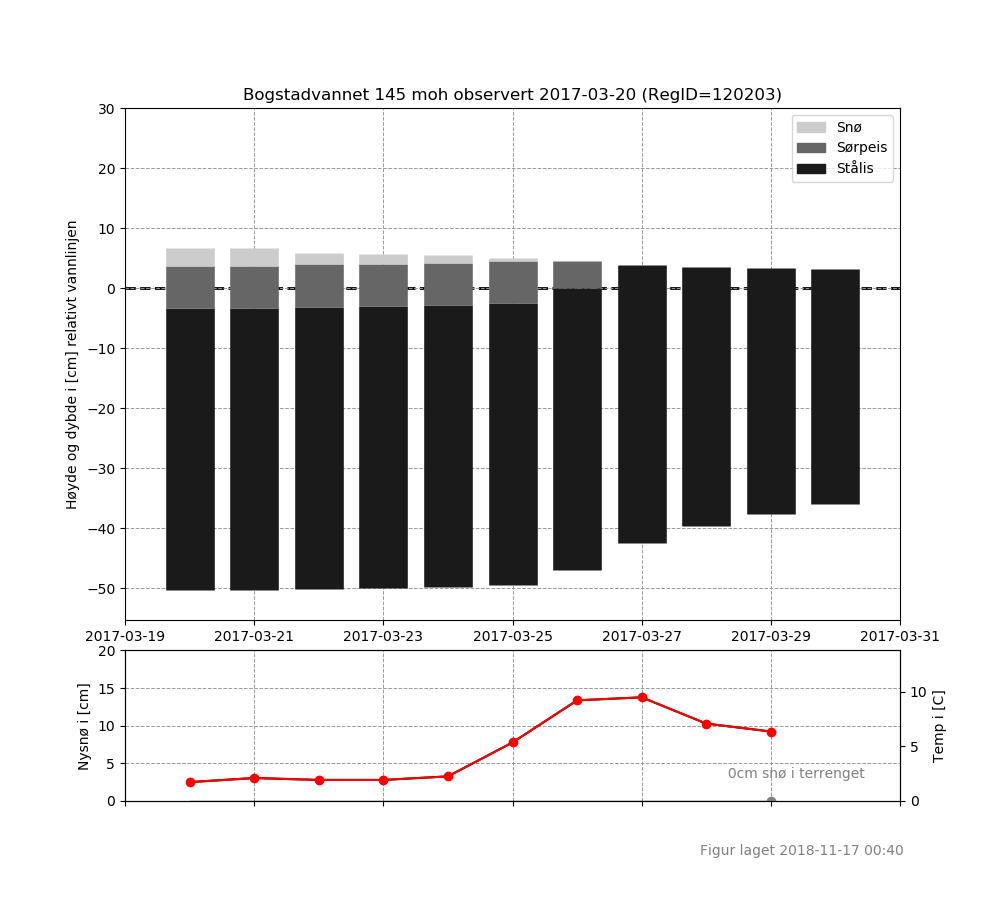 Bogstadvannet 145 moh observert 2017-03-20 (RegID=120203)
Snø
Sørpeis
Stålis
Høyde og dybde i [cm] relativt vannlinjen
30
20
10
0
−10
−20
−30
−40
−50
2017-03-19 2017-03-21 2017-03-23 2017-03-25 2017-03-27 2017-03-29 2017-03-31
Nysnø i [cm]
20
15
10
5
0
Temp i [C]
10
5
0
0cm snø i terrenget
Figur laget 2018-11-17 00:40